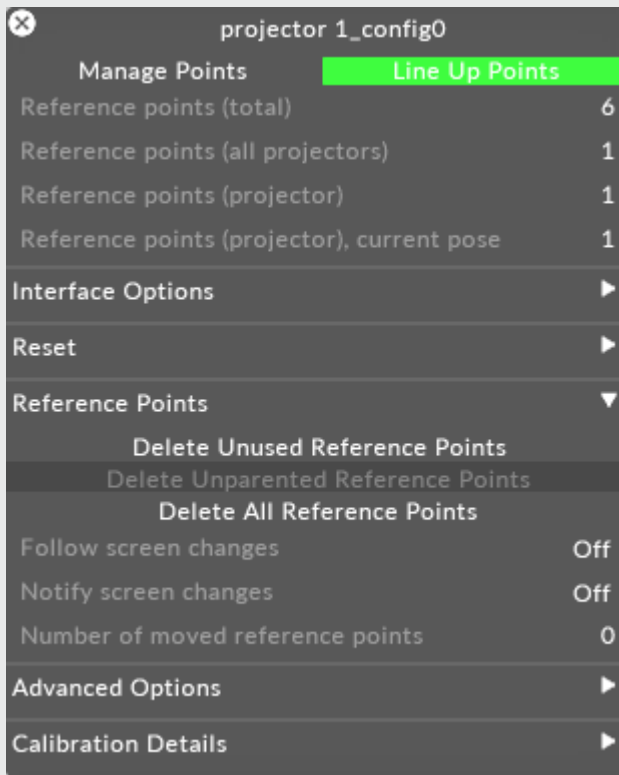 projector 1_config0
Manage Points Line Up Points
Reference points (total) 6
Reference points (all projectors) 1
Reference points (projector) 1
Reference points (projector), current pose 1
Interface Options
Reset
Reference Points
Delete Unused Reference Points
Delete Unparented Reference Points
Delete All Reference Points
Follow screen changes Off
Notify screen changes Off
Number of moved reference points 0
Advanced Options
Calibration Details